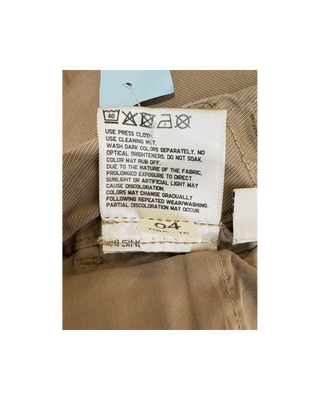 40
USE PRESS CLOTH.
USE CLEANING NET.
WASH DARK COLORS SEPARATELY. NO
OPTICAL BRIGHTENERS. DO NOT SOAK.
COLOR MAY RUB OFF.
DUE TO THE NATURE OF THE FABRIC,
PROLONGED EXPOSURE TO DIRECT
SUNLIGHT OR ARTIFICIAL LIGHT MAY
CAUSE DISCOLORATION.
COLORS MAY CHANGE GRADUALLY
FOLLOWING REPEATED WEAR/WASHING.
PARTIAL DISCOLORATION MAY OCCUR.
04